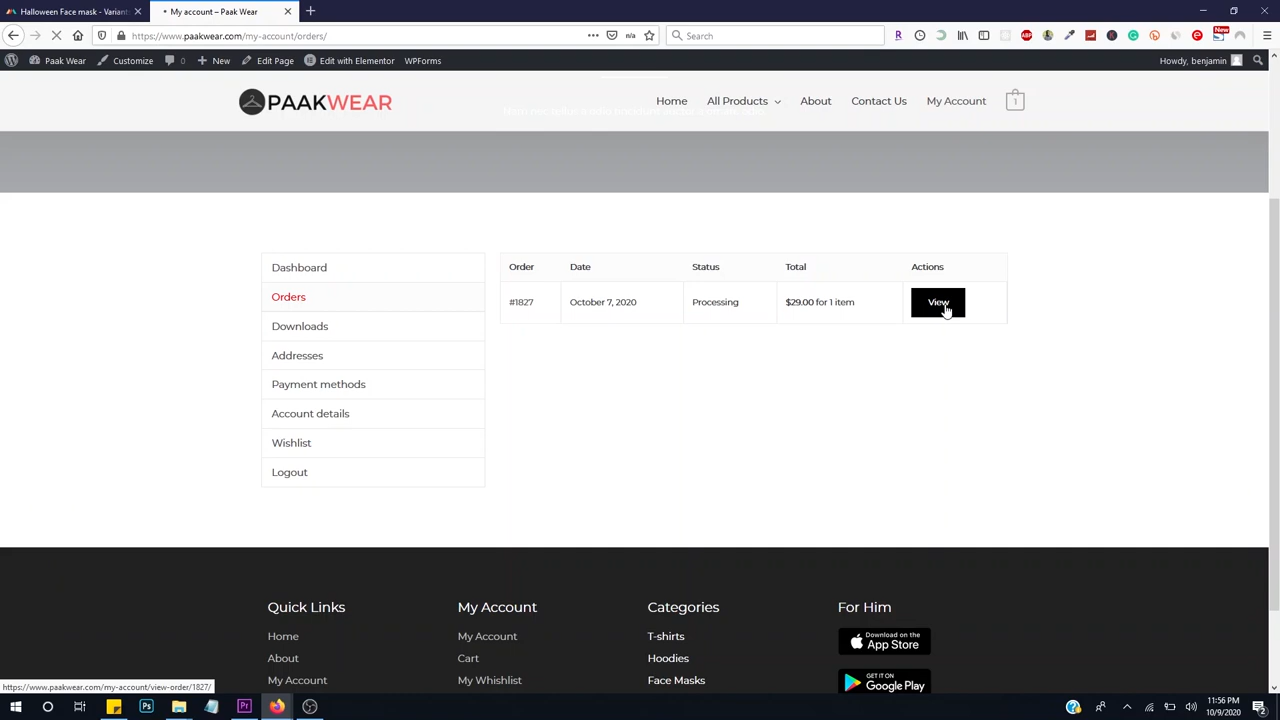 Halloween Face mask - Variants
My account – Paak Wear
https://www.paakwear.com/my-account/orders/
n/a
Search
New
Paak Wear
Customize
0
New
Edit Page
Edit with Elementor
WPForms
Howdy, benjamin
PAAKWEAR
Home
All Products
About
Contact Us
My Account
1
Dashboard
Orders
Downloads
Addresses
Payment methods
Account details
Wishlist
Logout
Order Date Status Total Actions
#1827 October 7, 2020 Processing $29.00 for 1 item View
Quick Links
Home
About
My Account
My Account
My Account
Cart
My Whishlist
Categories
T-shirts
Hoodies
Face Masks
For Him
Download on the
App Store
GET IT ON
Google Play
https://www.paakwear.com/my-account/view-order/1827/
11:56 PM
10/9/2020
2